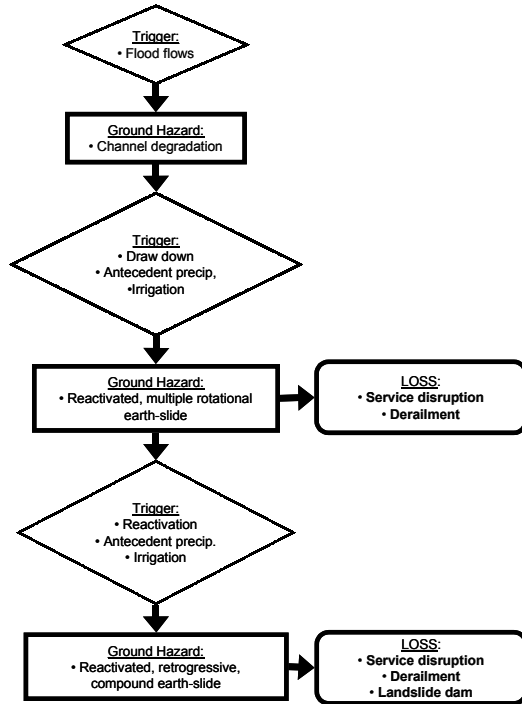 Trigger:
• Flood flows
Ground Hazard:
• Channel degradation
Trigger:
• Draw down
• Antecedent precip,
•Irrigation
Ground Hazard:
• Reactivated, multiple rotational
earth-slide
LOSS:
• Service disruption
• Derailment
Trigger:
• Reactivation
• Antecedent precip.
• Irrigation
Ground Hazard:
• Reactivated, retrogressive,
compound earth-slide
LOSS:
• Service disruption
• Derailment
• Landslide dam